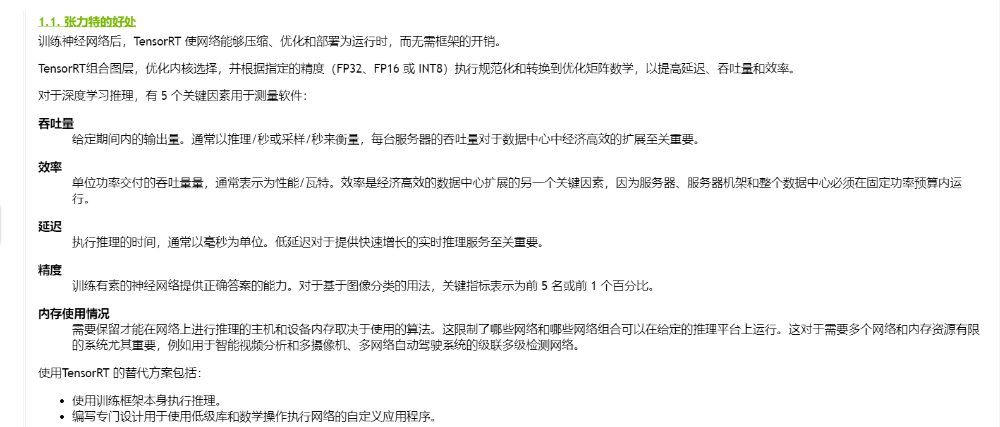 1.1. 张力特的好处
训练神经网络后，TensorRT 使网络能够压缩、优化和部署为运行时，而无需框架的开销。
TensorRT组合图层，优化内核选择，并根据指定的精度（FP32、FP16 或 INT8）执行规范化和转换到优化矩阵数学，以提高延迟、吞吐量和效率。
对于深度学习推理，有 5 个关键因素用于测量软件：
吞吐量
给定期间内的输出量。通常以推理/秒或采样/秒来衡量，每台服务器的吞吐量对于数据中心中经济高效的扩展至关重要。
效率
单位功率交付的吞吐量量，通常表示为性能/瓦特。效率是经济高效的数据中心扩展的另一个关键因素，因为服务器、服务器机架和整个数据中心必须在固定功率预算内运
行。
延迟
执行推理的时间，通常以毫秒为单位。低延迟对于提供快速增长的实时推理服务至关重要。
精度
训练有素的神经网络提供正确答案的能力。对于基于图像分类的用法，关键指标表示为前 5 名或前 1 个百分比。
内存使用情况
需要保留才能在网络上进行推理的主机和设备内存取决于使用的算法。这限制了哪些网络和哪些网络组合可以在给定的推理平台上运行。这对于需要多个网络和内存资源有限
的系统尤其重要，例如用于智能视频分析和多摄像机、多网络自动驾驶系统的级联多级检测网络。
使用TensorRT 的替代方案包括：
• 使用训练框架本身执行推理。
• 编写专门设计用于使用低级库和数学操作执行网络的自定义应用程序。